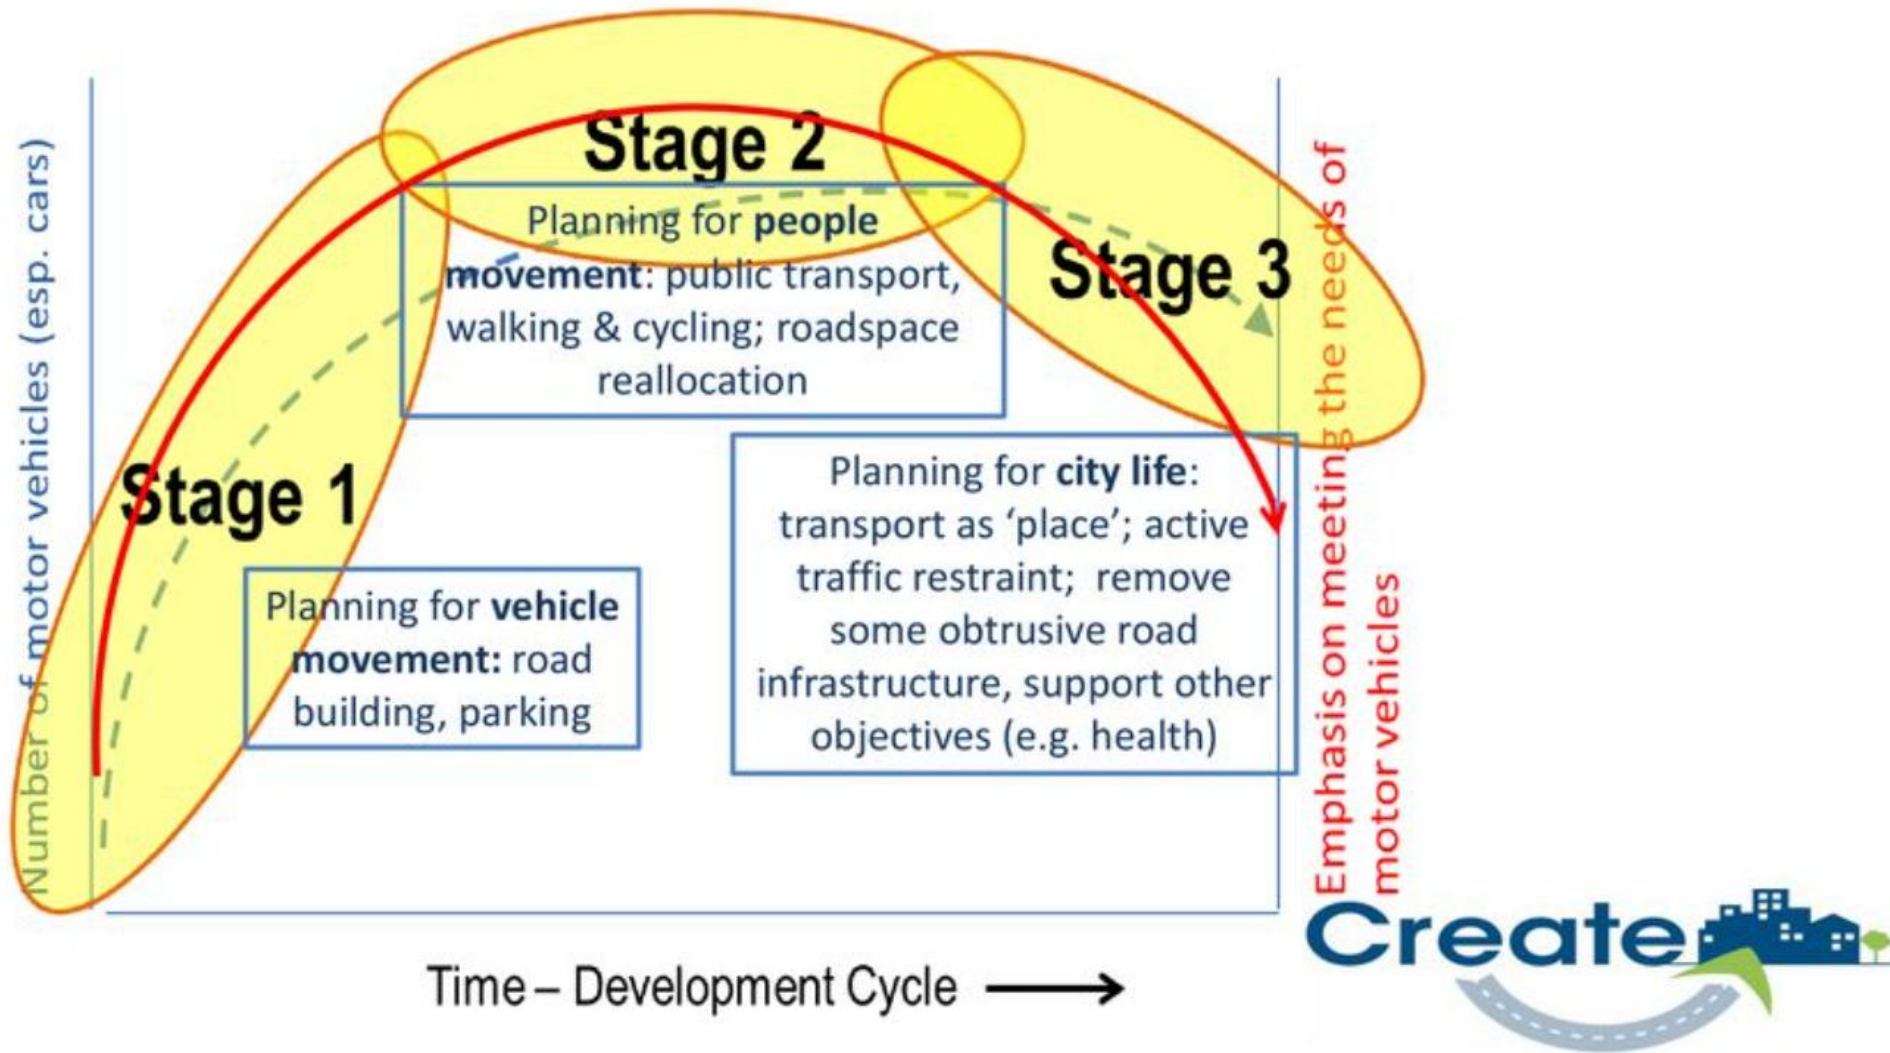 Number of motor vehicles (esp. cars)
Stage 1
Planning for vehicle
movement: road
building, parking
Stage 2
Planning for people
movement: public transport,
walking & cycling; roadspace
reallocation
Stage 3
Planning for city life:
transport as ‘place’; active
traffic restraint; remove
some obtrusive road
infrastructure, support other
objectives (e.g. health)
Emphasis on meeting the needs of
motor vehicles
Time – Development Cycle
Create